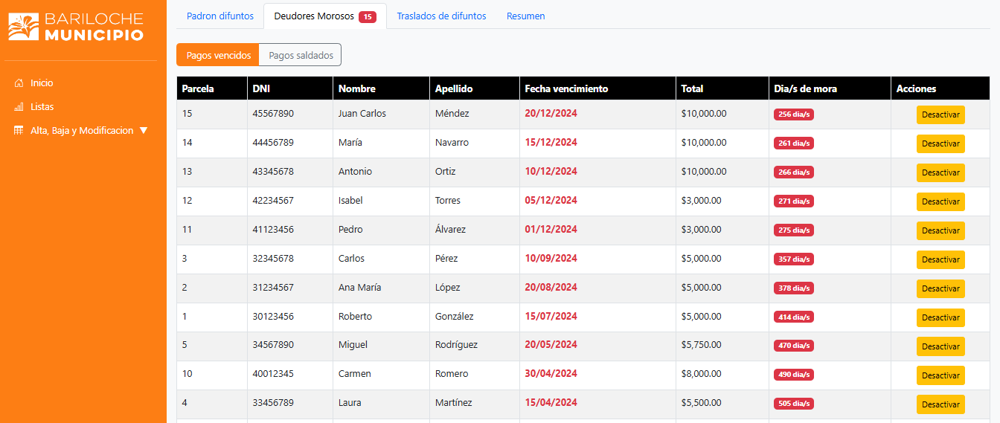 BARILOCHE
MUNICIPIO
Inicio
Listas
Alta, Baja y Modificacion ▼
Padron difuntos Deudores Morosos 15 Traslados de difuntos Resumen
Pagos vencidos Pagos saldados
Parcela DNI Nombre Apellido Fecha vencimiento Total Dia/s de mora Acciones
15 45567890 Juan Carlos Méndez 20/12/2024 $10,000.00 256 dia/s Desactivar
14 44456789 María Navarro 15/12/2024 $10,000.00 261 dia/s Desactivar
13 43345678 Antonio Ortiz 10/12/2024 $10,000.00 266 dia/s Desactivar
12 42234567 Isabel Torres 05/12/2024 $3,000.00 271 dia/s Desactivar
11 41123456 Pedro Álvarez 01/12/2024 $3,000.00 275 dia/s Desactivar
3 32345678 Carlos Pérez 10/09/2024 $5,000.00 357 dia/s Desactivar
2 31234567 Ana María López 20/08/2024 $5,000.00 378 dia/s Desactivar
1 30123456 Roberto González 15/07/2024 $5,000.00 414 dia/s Desactivar
5 34567890 Miguel Rodríguez 20/05/2024 $5,750.00 470 dia/s Desactivar
10 40012345 Carmen Romero 30/04/2024 $8,000.00 490 dia/s Desactivar
4 33456789 Laura Martínez 15/04/2024 $5,500.00 505 dia/s Desactivar